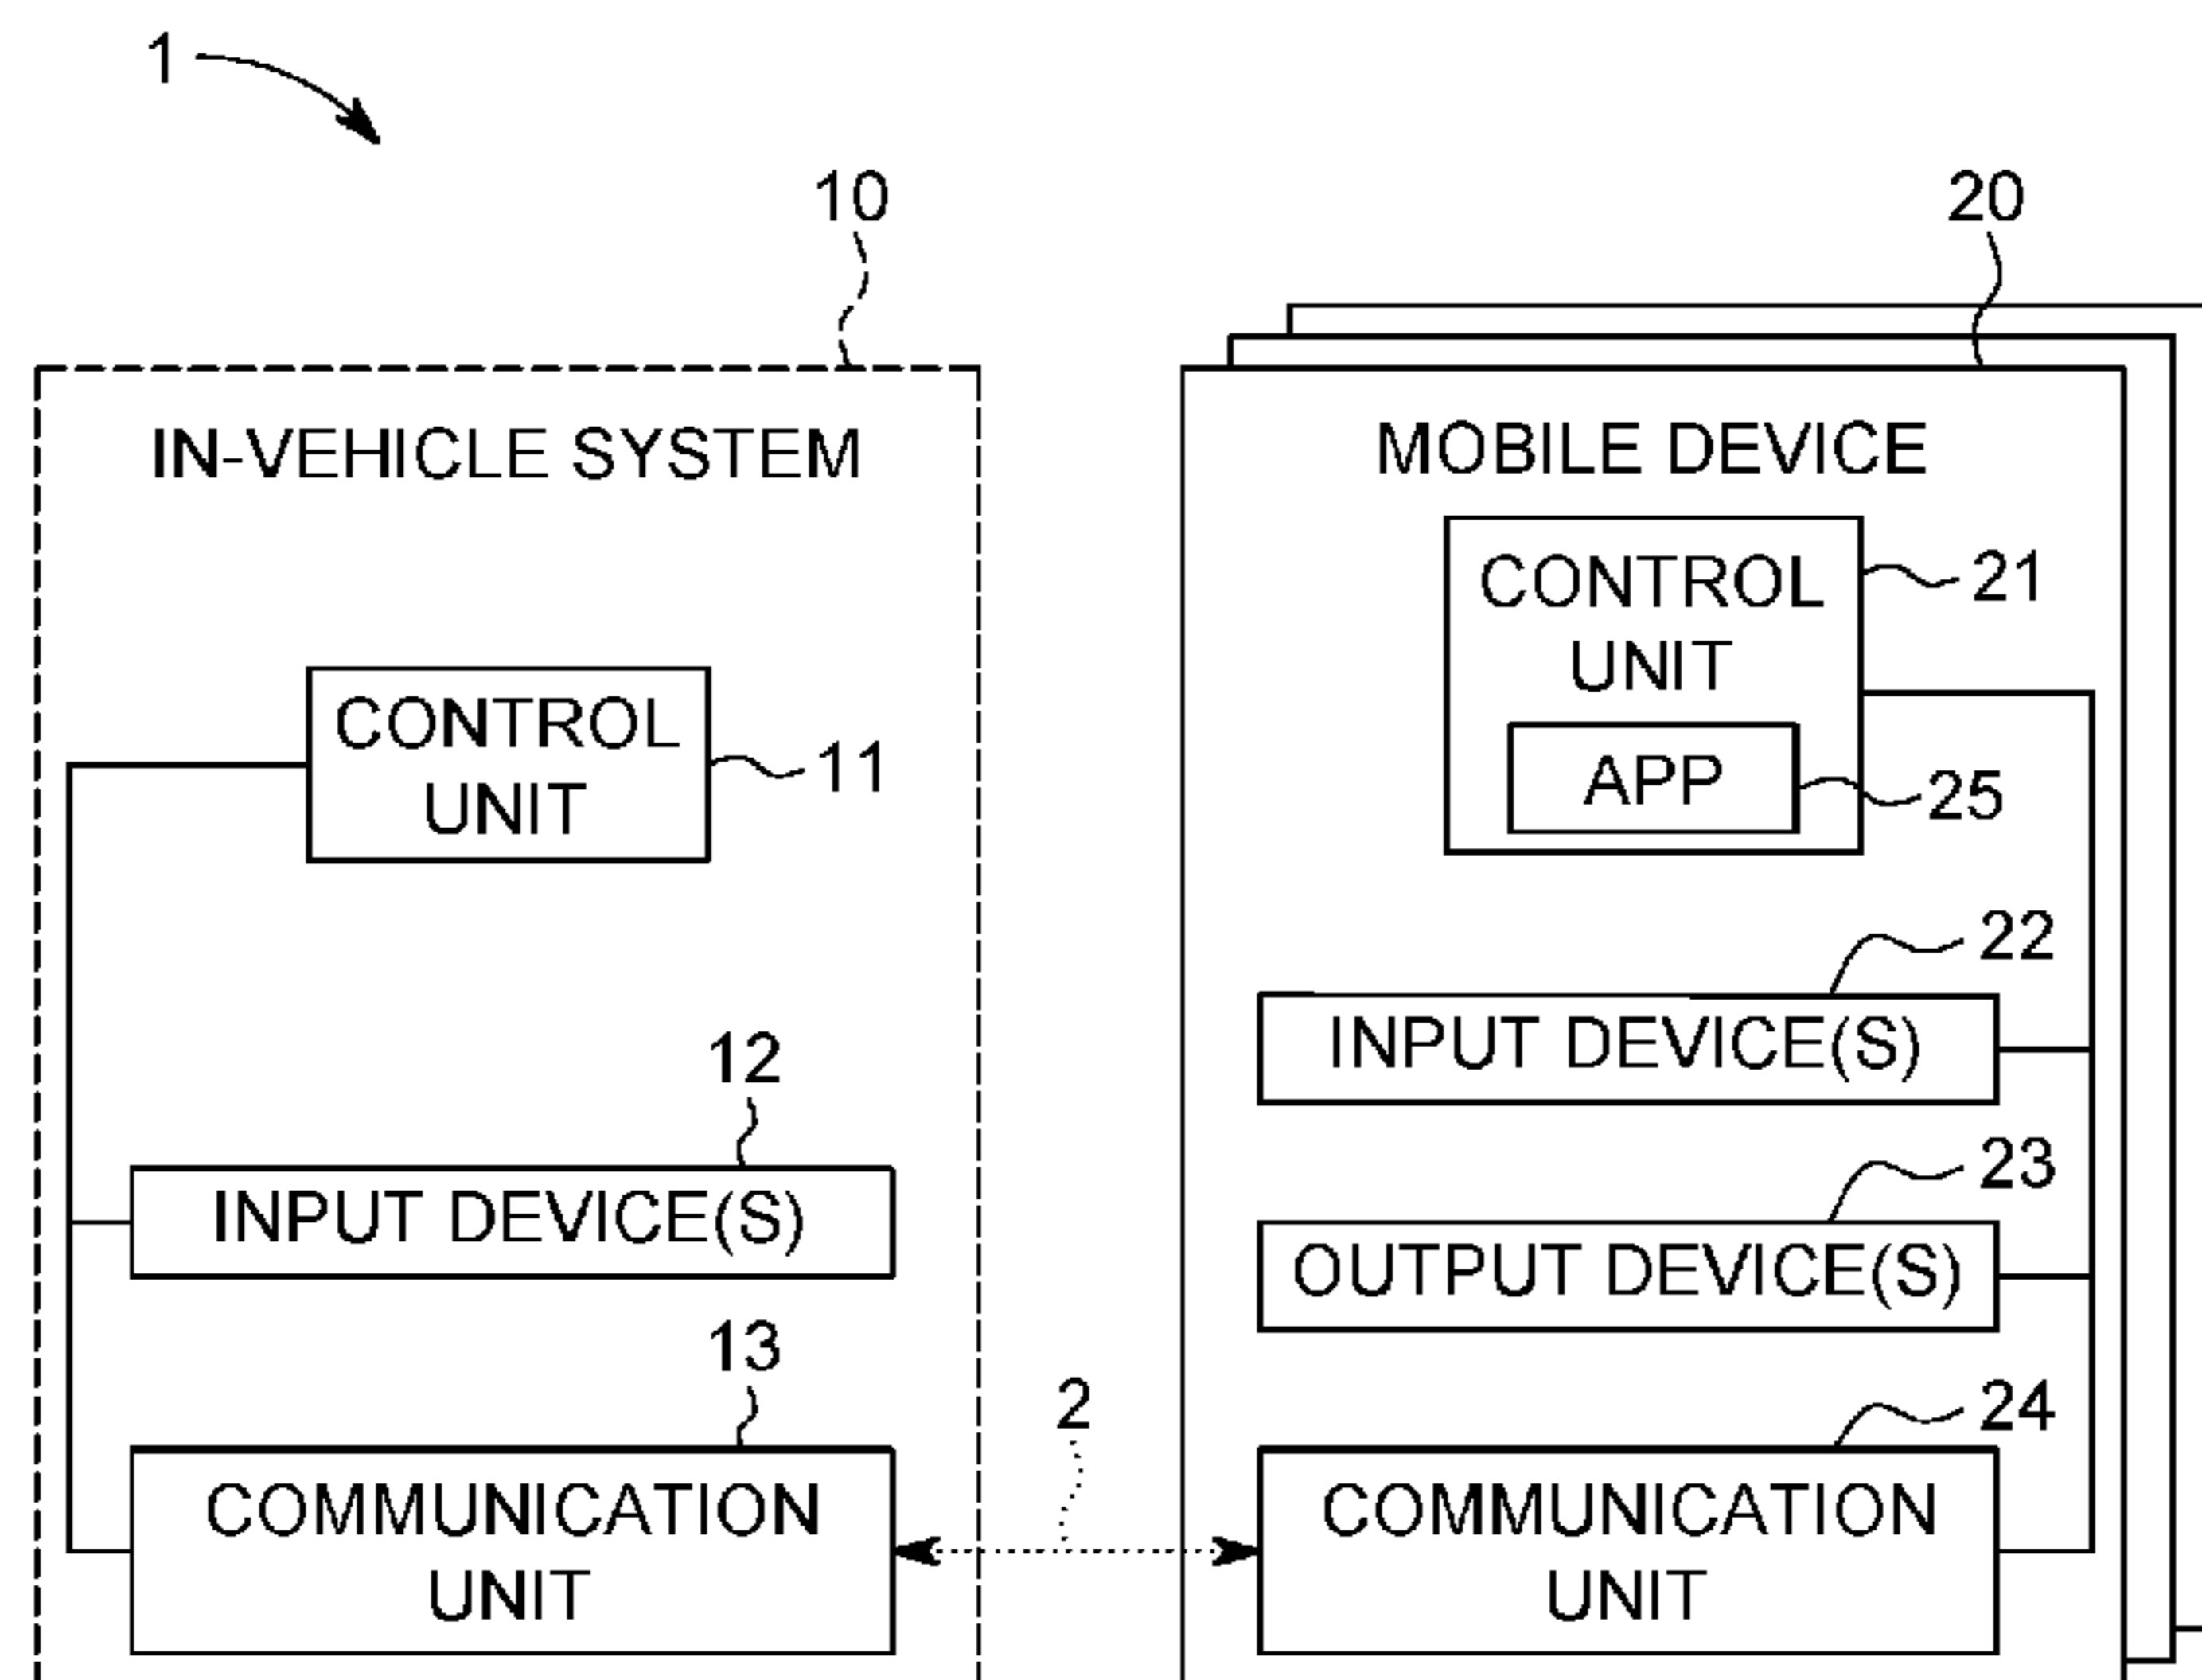 1
10
20
IN-VEHICLE SYSTEM
MOBILE DEVICE
CONTROL
UNIT
21
APP
25
CONTROL
UNIT
11
22
INPUT DEVICE(S)
12
INPUT DEVICE(S)
23
OUTPUT DEVICE(S)
13
COMMUNICATION
UNIT
2
24
COMMUNICATION
UNIT